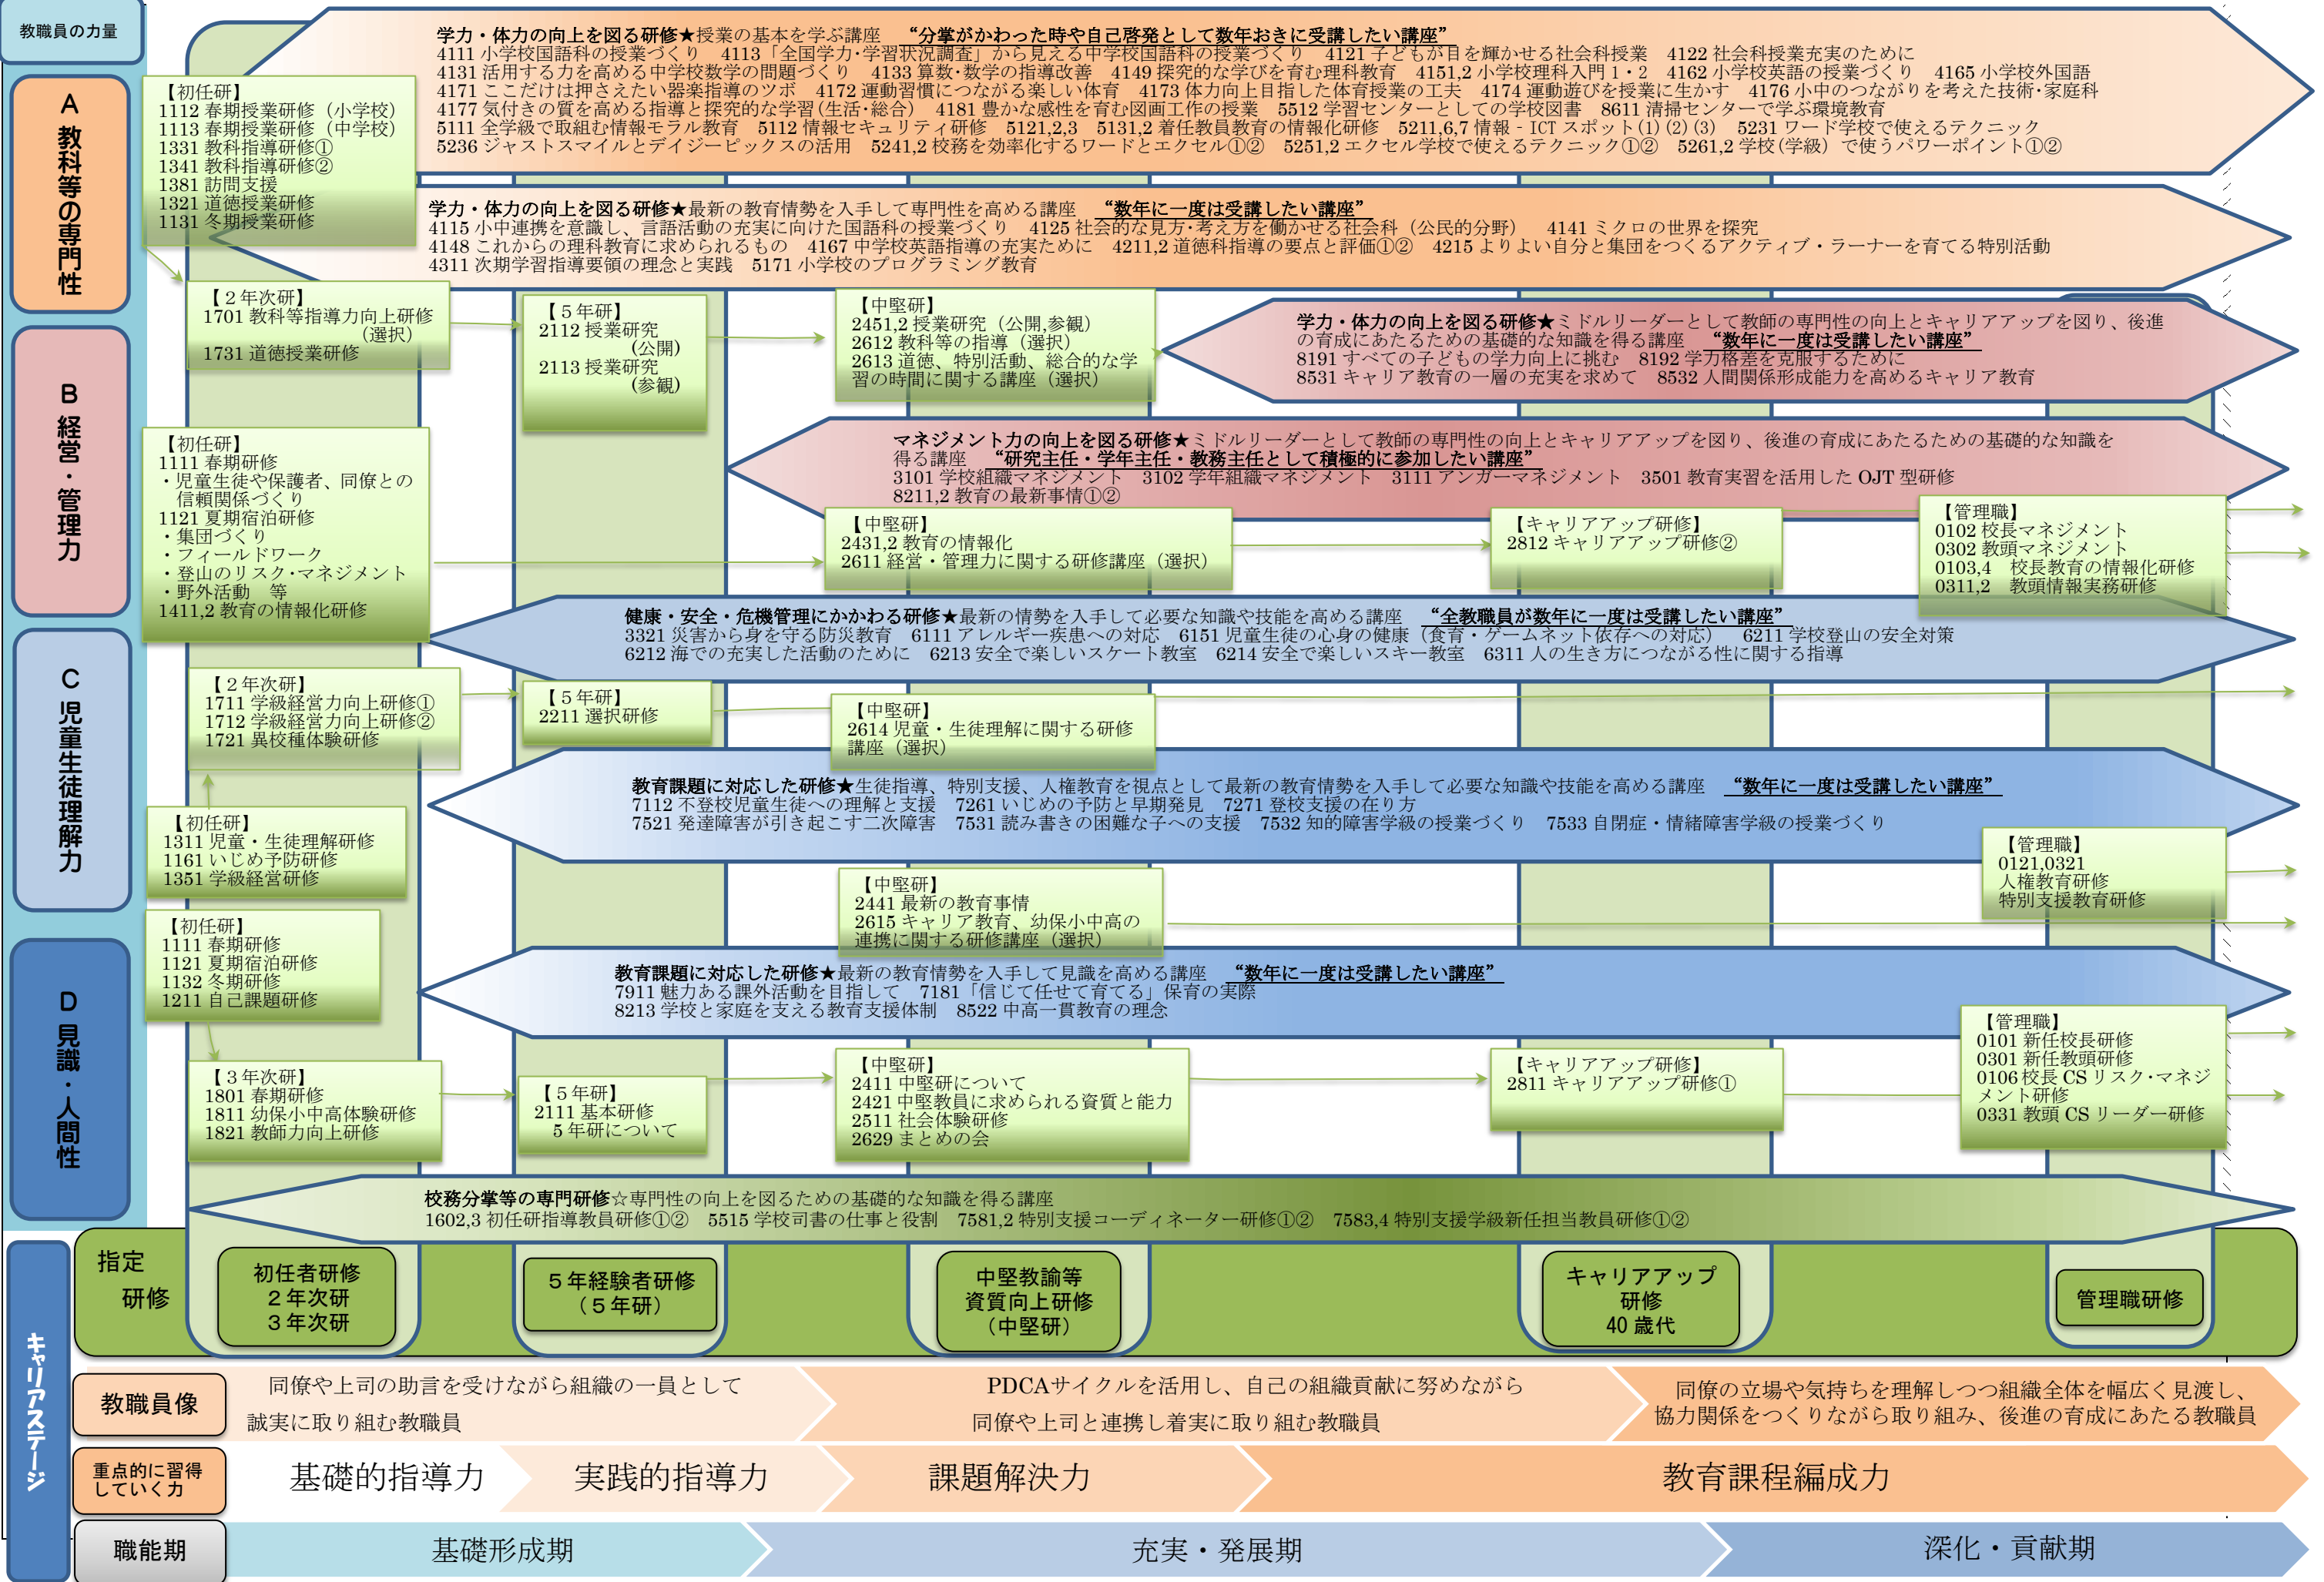 教職員の力量
A 教科等の専門性
B 経営・管理力
C 児童生徒理解力
D 見識・人間性
学力・体力の向上を図る研修★授業の基本を学ぶ講座　“分掌がかわった時や自己啓発として数年おきに受講したい講座”
4111 小学校国語科の授業づくり　4113「全国学力･学習状況調査」から見える中学校国語科の授業づくり　4121 子どもが目を輝かせる社会科授業　4122 社会科授業充実のために
4131 活用する力を高める中学校数学の問題づくり　4133 算数･数学の指導改善　4149 探究的な学びを育む理科教育　4151,2 小学校理科入門 1・2　4162 小学校英語の授業づくり　4165 小学校外国語
4171 ここだけは押さえたい器楽指導のツボ　4172 運動習慣につながる楽しい体育　4173 体力向上目指した体育授業の工夫　4174 運動遊びを授業に生かす　4176 小中のつながりを考えた技術･家庭科
4177 気付きの質を高める指導と探究的な学習(生活･総合)　4181 豊かな感性を育む図画工作の授業　5512 学習センターとしての学校図書　8611 清掃センターで学ぶ環境教育
5111 全学級で取組む情報モラル教育　5112 情報セキュリティ研修　5121,2,3　5131,2 着任教員教育の情報化研修　5211,6,7 情報‐ICT スポット(1)(2)(3)　5231 ワード学校で使えるテクニック
5236 ジャストスマイルとデイジーピックスの活用　5241,2 校務を効率化するワードとエクセル①②　5251,2 エクセル学校で使えるテクニック①②　5261,2 学校(学級）で使うパワーポイント①②
【初任研】
1112 春期授業研修（小学校）
1113 春期授業研修（中学校）
1331 教科指導研修①
1341 教科指導研修②
1381 訪問支援
1321 道徳授業研修
1131 冬期授業研修
学力・体力の向上を図る研修★最新の教育情勢を入手して専門性を高める講座　“数年に一度は受講したい講座”
4115 小中連携を意識し、言語活動の充実に向けた国語科の授業づくり　4125 社会的な見方･考え方を働かせる社会科（公民的分野）　4141 ミクロの世界を探究
4148 これからの理科教育に求められるもの　4167 中学校英語指導の充実ために　4211,2 道徳科指導の要点と評価①②　4215 よりよい自分と集団をつくるアクティブ・ラーナーを育てる特別活動
4311 次期学習指導要領の理念と実践　5171 小学校のプログラミング教育
【２年次研】
1701 教科等指導力向上研修
（選択）
1731 道徳授業研修
【５年研】
2112 授業研究
(公開)
2113 授業研究
(参観)
【中堅研】
2451,2 授業研究（公開,参観）
2612 教科等の指導（選択）
2613 道徳、特別活動、総合的な学
習の時間に関する講座（選択）
学力・体力の向上を図る研修★ミドルリーダーとして教師の専門性の向上とキャリアアップを図り、後進
の育成にあたるための基礎的な知識を得る講座　“数年に一度は受講したい講座”
8191 すべての子どもの学力向上に挑む　8192 学力格差を克服するために
8531 キャリア教育の一層の充実を求めて　8532 人間関係形成能力を高めるキャリア教育
【初任研】
1111 春期研修
・児童生徒や保護者、同僚との
信頼関係づくり
1121 夏期宿泊研修
・集団づくり
・フィールドワーク
・登山のリスク･マネジメント
・野外活動　等
1411,2 教育の情報化研修
マネジメント力の向上を図る研修★ミドルリーダーとして教師の専門性の向上とキャリアアップを図り、後進の育成にあたるための基礎的な知識を
得る講座　“研究主任・学年主任・教務主任として積極的に参加したい講座”
3101 学校組織マネジメント　3102 学年組織マネジメント　3111 アンガーマネジメント　3501 教育実習を活用した OJT 型研修
8211,2 教育の最新事情①②
【中堅研】
2431,2 教育の情報化
2611 経営・管理力に関する研修講座（選択）
【キャリアアップ研修】
2812 キャリアアップ研修②
【管理職】
0102 校長マネジメント
0302 教頭マネジメント
0103,4　校長教育の情報化研修
0311,2　教頭情報実務研修
健康・安全・危機管理にかかわる研修★最新の情勢を入手して必要な知識や技能を高める講座　“全教職員が数年に一度は受講したい講座”
3321 災害から身を守る防災教育　6111 アレルギー疾患への対応　6151 児童生徒の心身の健康（食育・ゲームネット依存への対応）　6211 学校登山の安全対策
6212 海での充実した活動のために　6213 安全で楽しいスケート教室　6214 安全で楽しいスキー教室　6311 人の生き方につながる性に関する指導
【２年次研】
1711 学級経営力向上研修①
1712 学級経営力向上研修②
1721 異校種体験研修
【５年研】
2211 選択研修
【中堅研】
2614 児童・生徒理解に関する研修
講座（選択）
教育課題に対応した研修★生徒指導、特別支援、人権教育を視点として最新の教育情勢を入手して必要な知識や技能を高める講座　“数年に一度は受講したい講座”
7112 不登校児童生徒への理解と支援　7261 いじめの予防と早期発見　7271 登校支援の在り方
7521 発達障害が引き起こす二次障害　7531 読み書きの困難な子への支援　7532 知的障害学級の授業づくり　7533 自閉症・情緒障害学級の授業づくり
【初任研】
1311 児童・生徒理解研修
1161 いじめ予防研修
1351 学級経営研修
【管理職】
0121,0321
人権教育研修
特別支援教育研修
【中堅研】
2441 最新の教育事情
2615 キャリア教育、幼保小中高の
連携に関する研修講座（選択）
【初任研】
1111 春期研修
1121 夏期宿泊研修
1132 冬期研修
1211 自己課題研修
教育課題に対応した研修★最新の教育情勢を入手して見識を高める講座　“数年に一度は受講したい講座”
7911 魅力ある課外活動を目指して　7181「信じて任せて育てる」保育の実際
8213 学校と家庭を支える教育支援体制　8522 中高一貫教育の理念
【３年次研】
1801 春期研修
1811 幼保小中高体験研修
1821 教師力向上研修
【５年研】
2111 基本研修
５年研について
【中堅研】
2411 中堅研について
2421 中堅教員に求められる資質と能力
2511 社会体験研修
2629 まとめの会
【キャリアアップ研修】
2811 キャリアアップ研修①
【管理職】
0101 新任校長研修
0301 新任教頭研修
0106 校長 CS リスク･マネジ
メント研修
0331 教頭 CS リーダー研修
校務分掌等の専門研修☆専門性の向上を図るための基礎的な知識を得る講座
1602,3 初任研指導教員研修①②　5515 学校司書の仕事と役割　7581,2 特別支援コーディネーター研修①②　7583,4 特別支援学級新任担当教員研修①②
指定
研修
初任者研修
２年次研
３年次研
５年経験者研修
（５年研）
中堅教諭等
資質向上研修
（中堅研）
キャリアアップ
研修
40 歳代
管理職研修
キャリアステージ
教職員像
同僚や上司の助言を受けながら組織の一員として
誠実に取り組む教職員
PDCAサイクルを活用し、自己の組織貢献に努めながら
同僚や上司と連携し着実に取り組む教職員
同僚の立場や気持ちを理解しつつ組織全体を幅広く見渡し、
協力関係をつくりながら取り組み、後進の育成にあたる教職員
重点的に習得
していく力
基礎的指導力
実践的指導力
課題解決力
教育課程編成力
職能期
基礎形成期
充実・発展期
深化・貢献期